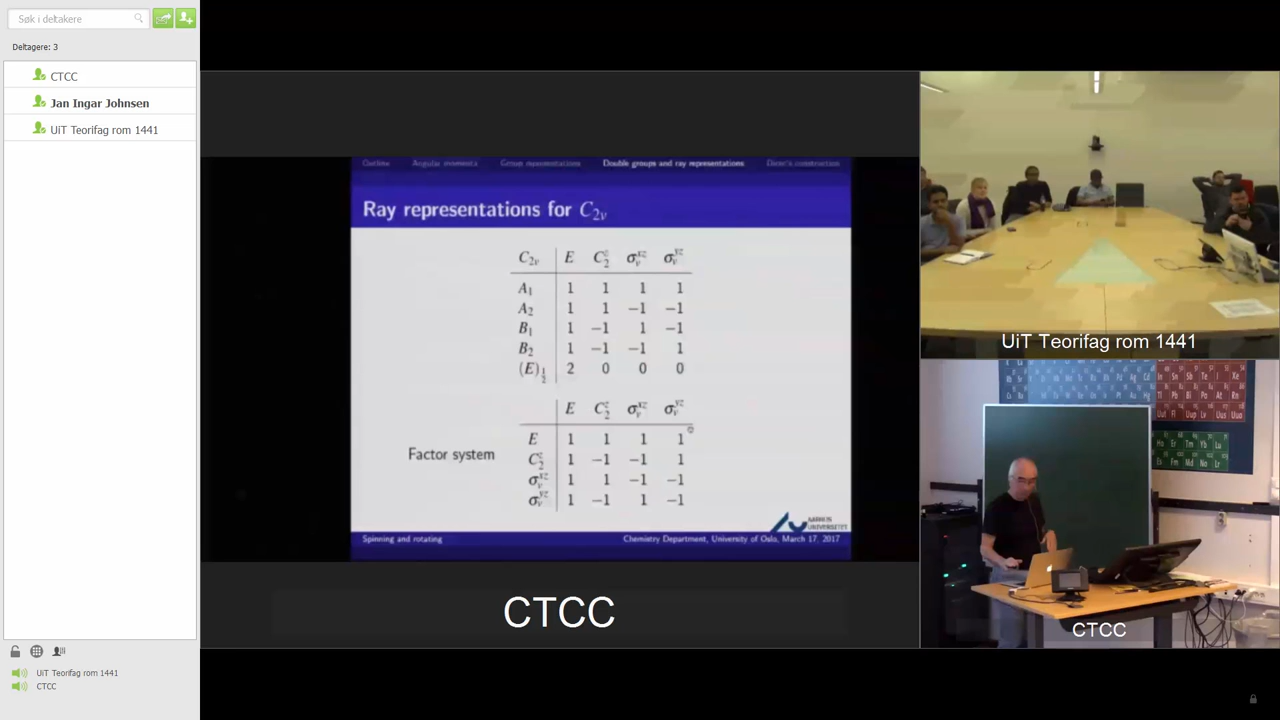 Søk i deltakere
Deltagere: 3
CTCC
Jan Ingar Johnsen
UiT Teorifag rom 1441
UiT Teorifag rom 1441
CTCC
Outline Angular momenta Group representations Double groups and ray representations Dirac's construction
Ray representations for C₂ᵥ
C₂ᵥ E C₂ᶻ σᵥˣᶻ σᵥʸᶻ
A₁ 1 1 1 1
A₂ 1 1 −1 −1
B₁ 1 −1 1 −1
B₂ 1 −1 −1 1
(E)½ 2 0 0 0
E C₂ᶻ σᵥˣᶻ σᵥʸᶻ
Factor system
E 1 1 1 1
C₂ᶻ 1 −1 −1 1
σᵥˣᶻ 1 1 −1 −1
σᵥʸᶻ 1 −1 1 −1
AARHUS
UNIVERSITET
Spinning and rotating Chemistry Department, University of Oslo, March 17, 2017
CTCC
UiT Teorifag rom 1441
CTCC